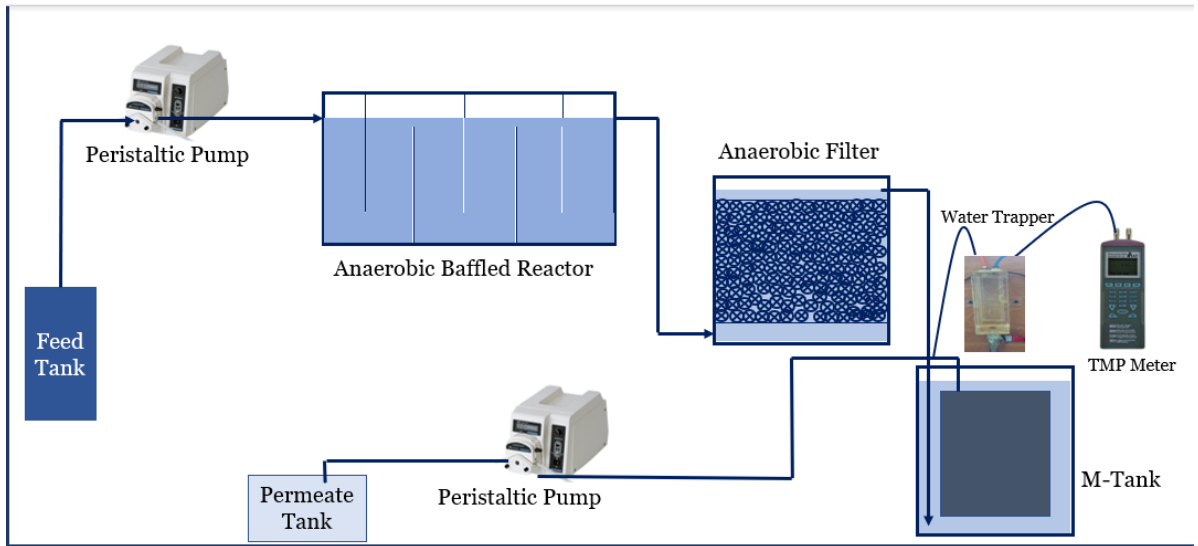 Peristaltic Pump
Anaerobic Baffled Reactor
Anaerobic Filter
Water Trapper
TMP Meter
Feed
Tank
Permeate
Tank
Peristaltic Pump
M-Tank